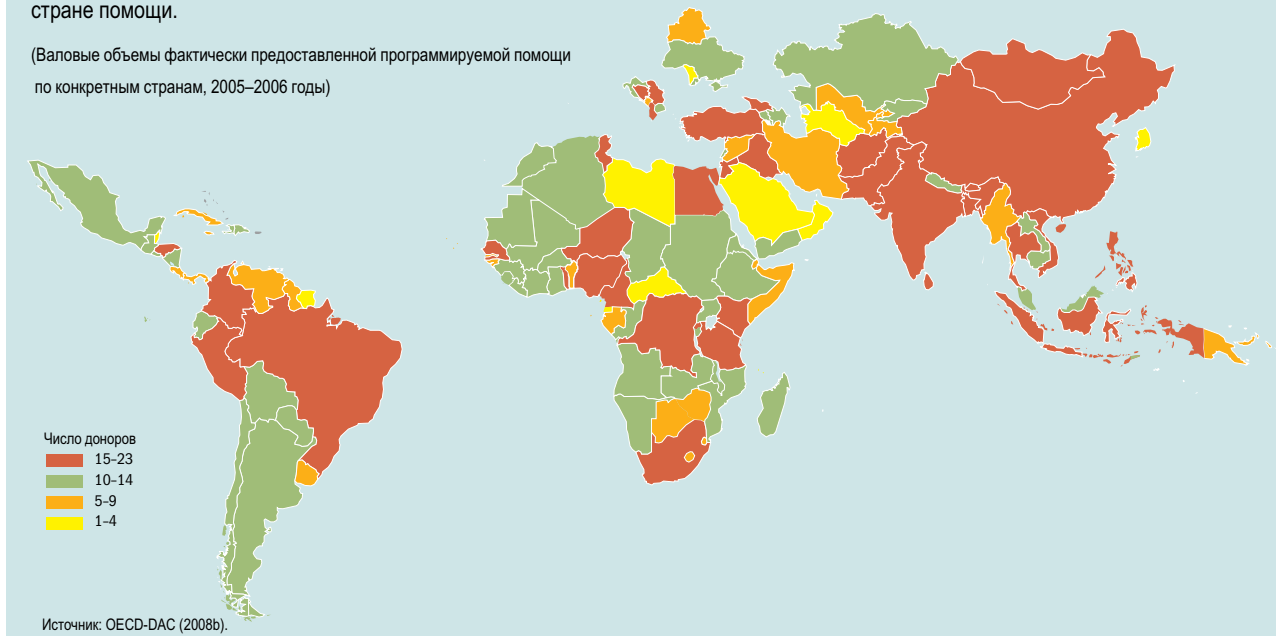 стране помощи.
(Валовые объемы фактически предоставленной программируемой помощи
по конкретным странам, 2005–2006 годы)
Число доноров
15-23
10-14
5-9
1-4
Источник: OECD-DAC (2008b).